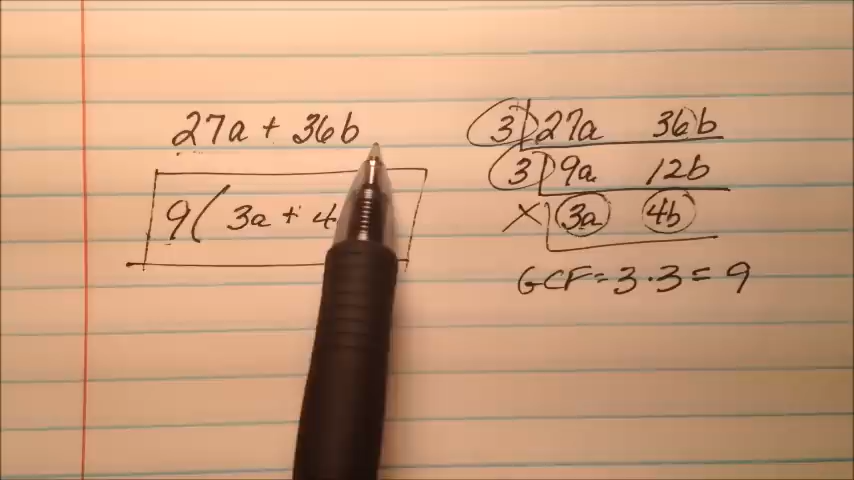 27a + 36b
9( 3a + 4
3 27a 36b
3 9a 12b
X 3a 4b
GCF = 3 · 3 = 9